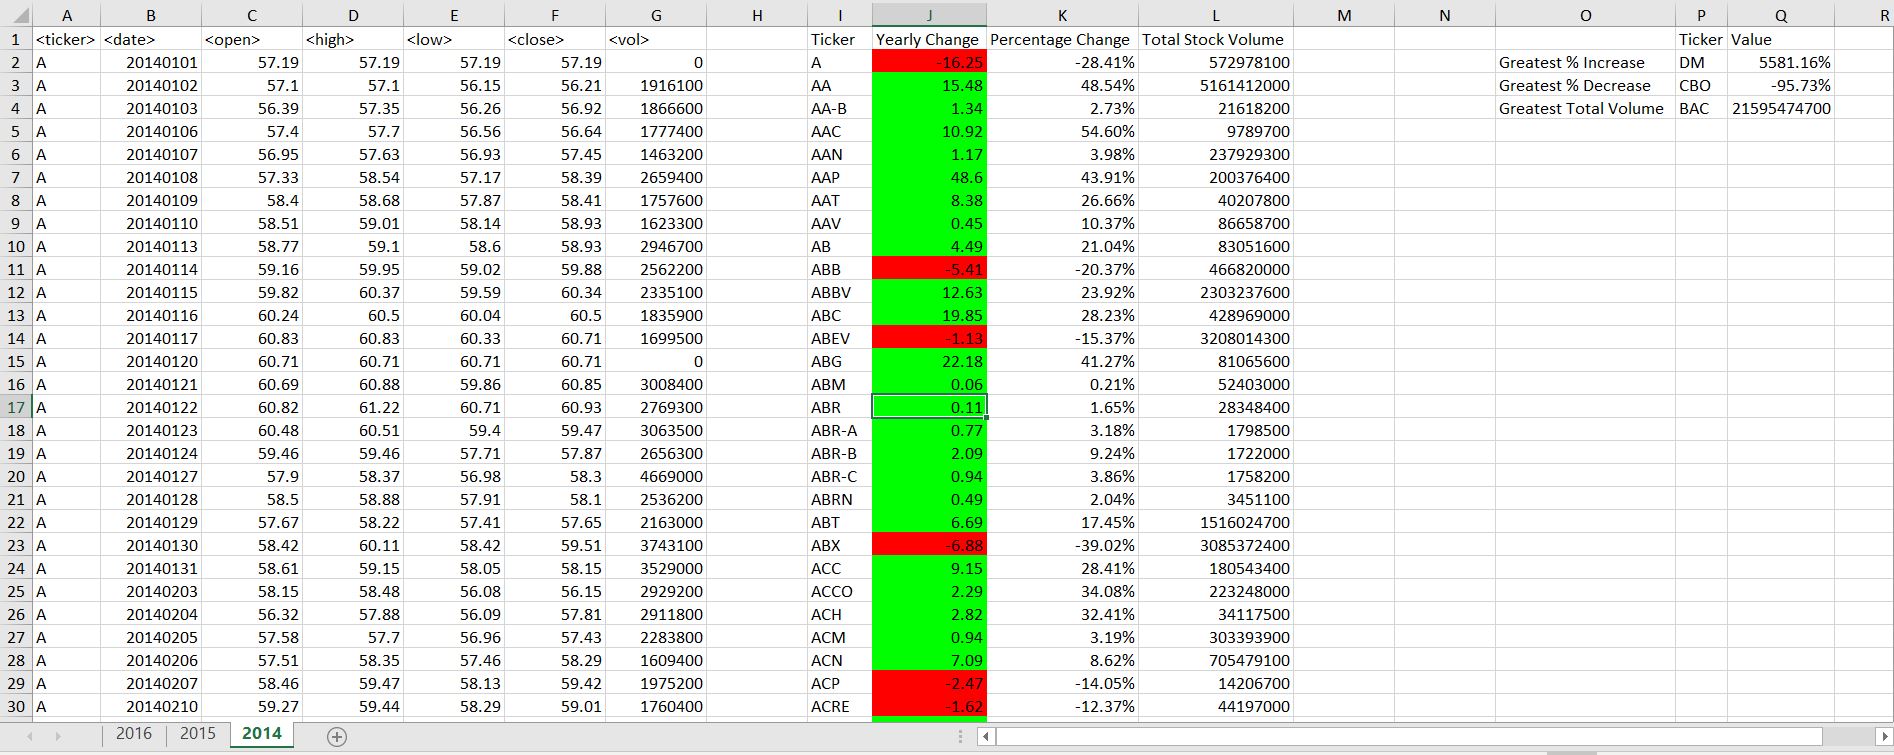 A B C D E F G H I J K L M N O P Q R
1 <ticker> <date> <open> <high> <low> <close> <vol> Ticker Yearly Change Percentage Change Total Stock Volume Ticker Value
2 A 20140101 57.19 57.19 57.19 57.19 0 A -16.25 -28.41% 572978100 Greatest % Increase DM 5581.16%
3 A 20140102 57.1 57.1 56.15 56.21 1916100 AA 15.48 48.54% 5161412000 Greatest % Decrease CBO -95.73%
4 A 20140103 56.39 57.35 56.26 56.92 1866600 AA-B 1.34 2.73% 21618200 Greatest Total Volume BAC 21595474700
5 A 20140106 57.4 57.7 56.56 56.64 1777400 AAC 10.92 54.60% 9789700
6 A 20140107 56.95 57.63 56.93 57.45 1463200 AAN 1.17 3.98% 237929300
7 A 20140108 57.33 58.54 57.17 58.39 2659400 AAP 48.6 43.91% 200376400
8 A 20140109 58.4 58.68 57.87 58.41 1757600 AAT 8.38 26.66% 40207800
9 A 20140110 58.51 59.01 58.14 58.93 1623300 AAV 0.45 10.37% 86658700
10 A 20140113 58.77 59.1 58.6 58.93 2946700 AB 4.49 21.04% 83051600
11 A 20140114 59.16 59.95 59.02 59.88 2562200 ABB -5.41 -20.37% 466820000
12 A 20140115 59.82 60.37 59.59 60.34 2335100 ABBV 12.63 23.92% 2303237600
13 A 20140116 60.24 60.5 60.04 60.5 1835900 ABC 19.85 28.23% 428969000
14 A 20140117 60.83 60.83 60.33 60.71 1699500 ABEV -1.13 -15.37% 3208014300
15 A 20140120 60.71 60.71 60.71 60.71 0 ABG 22.18 41.27% 81065600
16 A 20140121 60.69 60.88 59.86 60.85 3008400 ABM 0.06 0.21% 52403000
17 A 20140122 60.82 61.22 60.71 60.93 2769300 ABR 0.11 1.65% 28348400
18 A 20140123 60.48 60.51 59.4 59.47 3063500 ABR-A 0.77 3.18% 1798500
19 A 20140124 59.46 59.46 57.71 57.87 2656300 ABR-B 2.09 9.24% 1722000
20 A 20140127 57.9 58.37 56.98 58.3 4669000 ABR-C 0.94 3.86% 1758200
21 A 20140128 58.5 58.88 57.91 58.1 2536200 ABRN 0.49 2.04% 3451100
22 A 20140129 57.67 58.22 57.41 57.65 2163000 ABT 6.69 17.45% 1516024700
23 A 20140130 58.42 60.11 58.42 59.51 3743100 ABX -6.88 -39.02% 3085372400
24 A 20140131 58.61 59.15 58.05 58.15 3529000 ACC 9.15 28.41% 180543400
25 A 20140203 58.15 58.48 56.08 56.15 2929200 ACCO 2.29 34.08% 223248000
26 A 20140204 56.32 57.88 56.09 57.81 2911800 ACH 2.82 32.41% 34117500
27 A 20140205 57.58 57.7 56.96 57.43 2283800 ACM 0.94 3.19% 303393900
28 A 20140206 57.51 58.35 57.46 58.29 1609400 ACN 7.09 8.62% 705479100
29 A 20140207 58.46 59.47 58.13 59.42 1975200 ACP -2.47 -14.05% 14206700
30 A 20140210 59.27 59.44 58.29 59.01 1760400 ACRE -1.62 -12.37% 44197000
2016 2015 2014